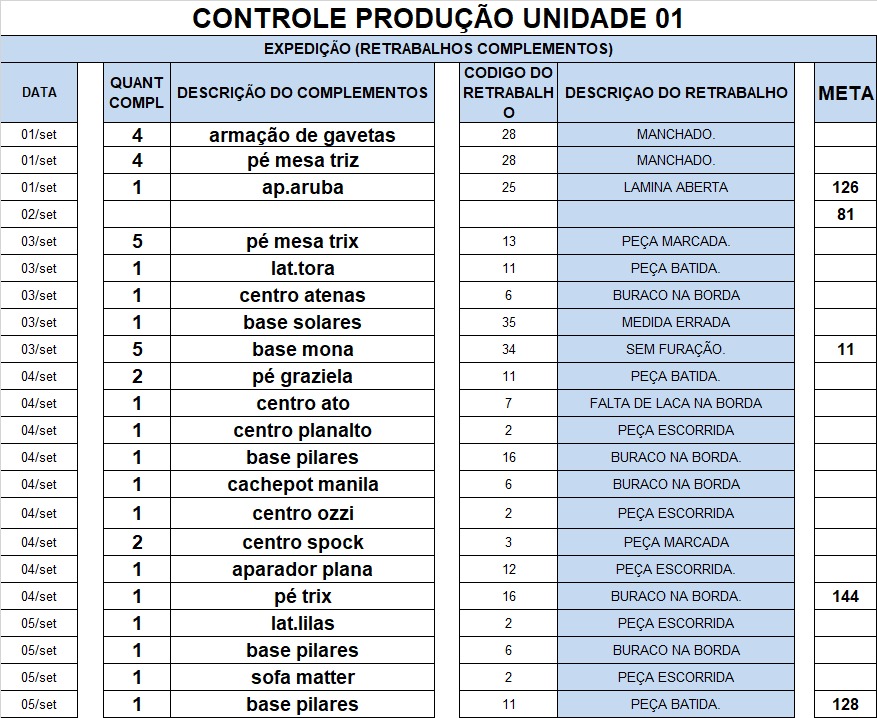 CONTROLE PRODUÇÃO UNIDADE 01
EXPEDIÇÃO (RETRABALHOS COMPLEMENTOS)
DATA QUANT COMPL DESCRIÇÃO DO COMPLEMENTOS CODIGO DO RETRABALHO DESCRIÇAO DO RETRABALHO META
01/set 4 armação de gavetas 28 MANCHADO.
01/set 4 pé mesa triz 28 MANCHADO.
01/set 1 ap.aruba 25 LAMINA ABERTA 126
02/set 81
03/set 5 pé mesa trix 13 PEÇA MARCADA.
03/set 1 lat.tora 11 PEÇA BATIDA.
03/set 1 centro atenas 6 BURACO NA BORDA
03/set 1 base solares 35 MEDIDA ERRADA
03/set 5 base mona 34 SEM FURAÇÃO. 11
04/set 2 pé graziela 11 PEÇA BATIDA.
04/set 1 centro ato 7 FALTA DE LACA NA BORDA
04/set 1 centro planalto 2 PEÇA ESCORRIDA
04/set 1 base pilares 16 BURACO NA BORDA.
04/set 1 cachepot manila 6 BURACO NA BORDA
04/set 1 centro ozzi 2 PEÇA ESCORRIDA
04/set 2 centro spock 3 PEÇA MARCADA
04/set 1 aparador plana 12 PEÇA ESCORRIDA.
04/set 1 pé trix 16 BURACO NA BORDA. 144
05/set 1 lat.lilas 2 PEÇA ESCORRIDA
05/set 1 base pilares 6 BURACO NA BORDA
05/set 1 sofa matter 2 PEÇA ESCORRIDA
05/set 1 base pilares 11 PEÇA BATIDA. 128